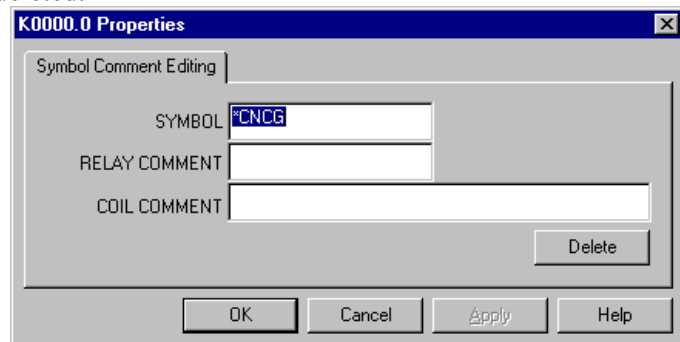 K0000.0 Properties
Symbol Comment Editing
SYMBOL *CNCG
RELAY COMMENT
COIL COMMENT
Delete
OK Cancel Apply Help